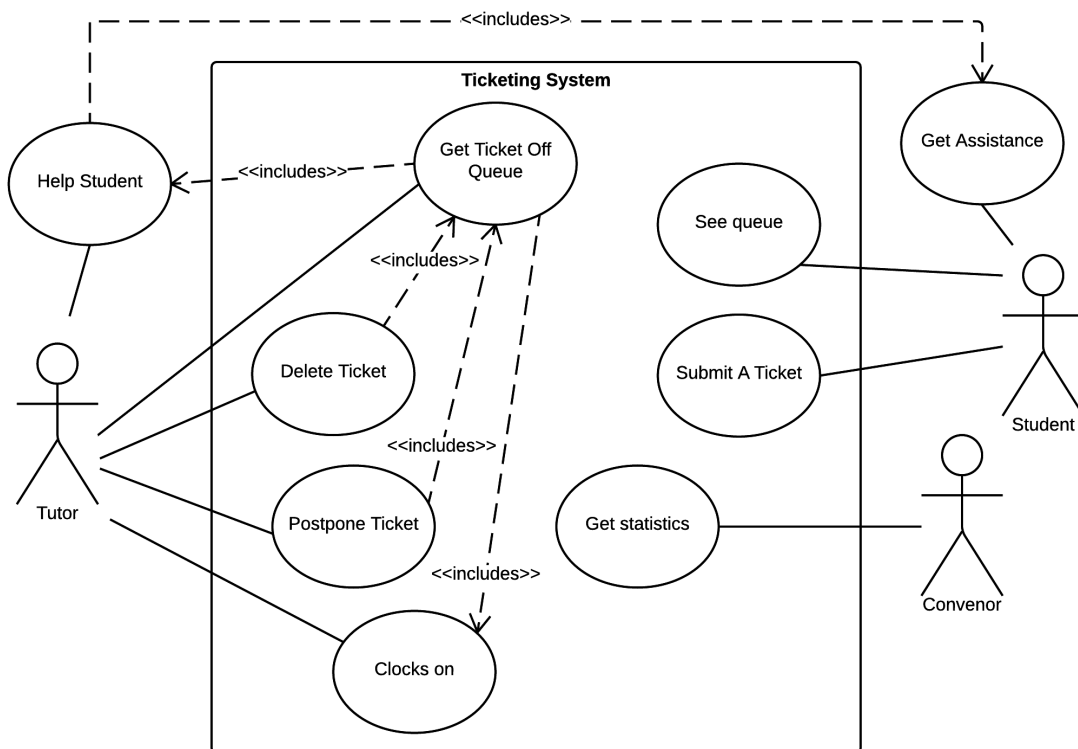 <<includes>>
Ticketing System
Get Ticket Off
Queue
Get Assistance
Help Student
<<includes>>
See queue
<<includes>>
Delete Ticket
Submit A Ticket
Student
<<includes>>
Tutor
Postpone Ticket
Get statistics
<<includes>>
Convenor
Clocks on